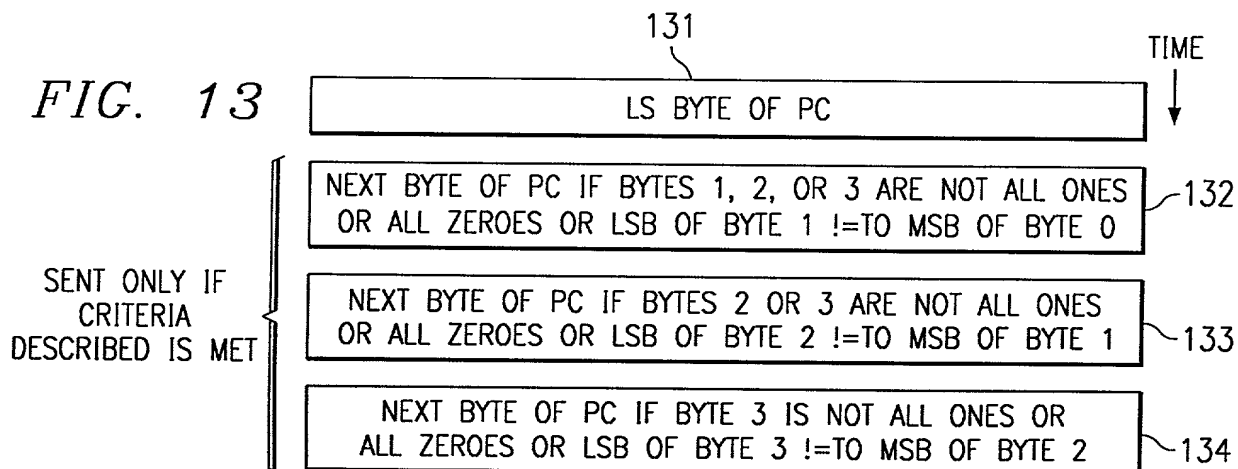 131
TIME
FIG. 13
LS BYTE OF PC
NEXT BYTE OF PC IF BYTES 1, 2, OR 3 ARE NOT ALL ONES
OR ALL ZEROES OR LSB OF BYTE 1 !=TO MSB OF BYTE 0
132
SENT ONLY IF
CRITERIA
DESCRIBED IS MET
NEXT BYTE OF PC IF BYTES 2 OR 3 ARE NOT ALL ONES
OR ALL ZEROES OR LSB OF BYTE 2 !=TO MSB OF BYTE 1
133
NEXT BYTE OF PC IF BYTE 3 IS NOT ALL ONES OR
ALL ZEROES OR LSB OF BYTE 3 !=TO MSB OF BYTE 2
134